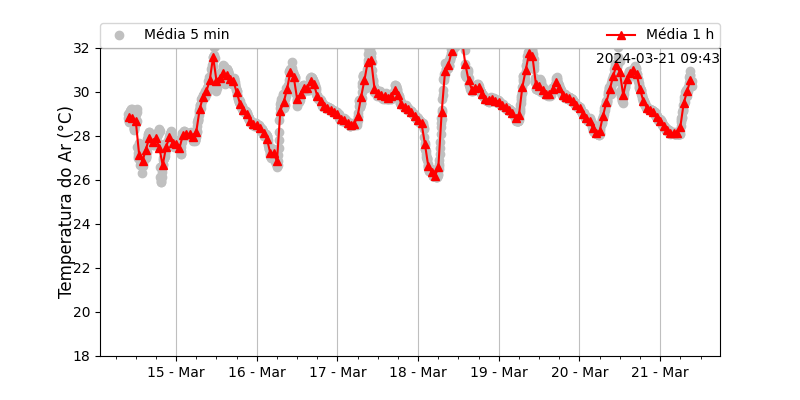 Média 5 min
Média 1 h
2024-03-21 09:43
Temperatura do Ar (°C)
32
30
28
26
24
22
20
18
15 - Mar
16 - Mar
17 - Mar
18 - Mar
19 - Mar
20 - Mar
21 - Mar